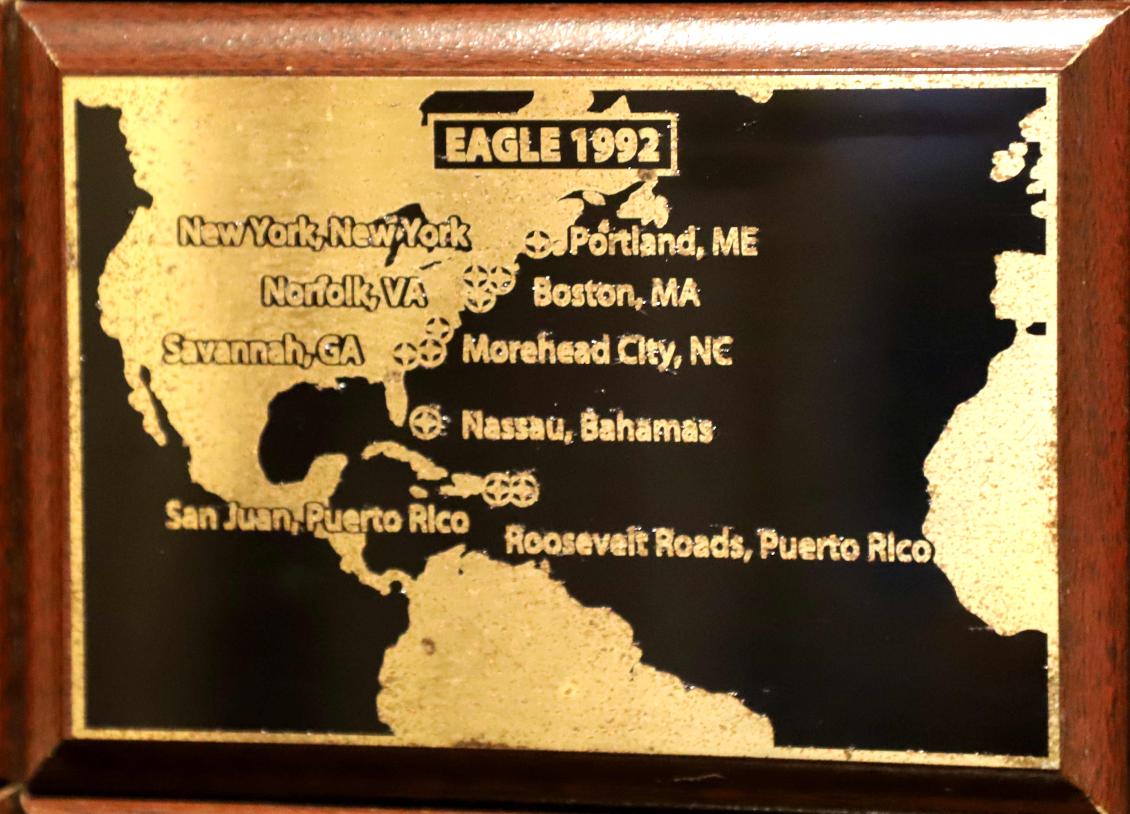 EAGLE 1992
New York, New York
Portland, ME
Norfolk, VA
Boston, MA
Savannah, GA
Morehead City, NC
Nassau, Bahamas
San Juan, Puerto Rico
Roosevelt Roads, Puerto Rico